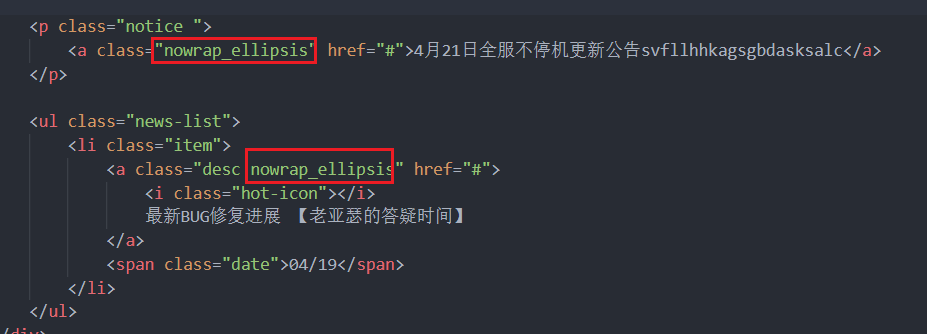 <p class="notice ">
<a class="nowrap_ellipsis" href="#">4月21日全服不停机更新公告svfllhhkagsgbdasksalc</a>
</p>
<ul class="news-list">
<li class="item">
<a class="desc nowrap_ellipsis" href="#">
<i class="hot-icon"></i>
最新BUG修复进展 【老亚瑟的答疑时间】
</a>
<span class="date">04/19</span>
</li>
</ul>
</div>